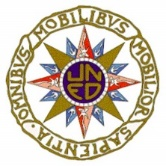 OMNIBVS · MOBILIBVS · MOBILIOR · SAPIENTIA
UNED